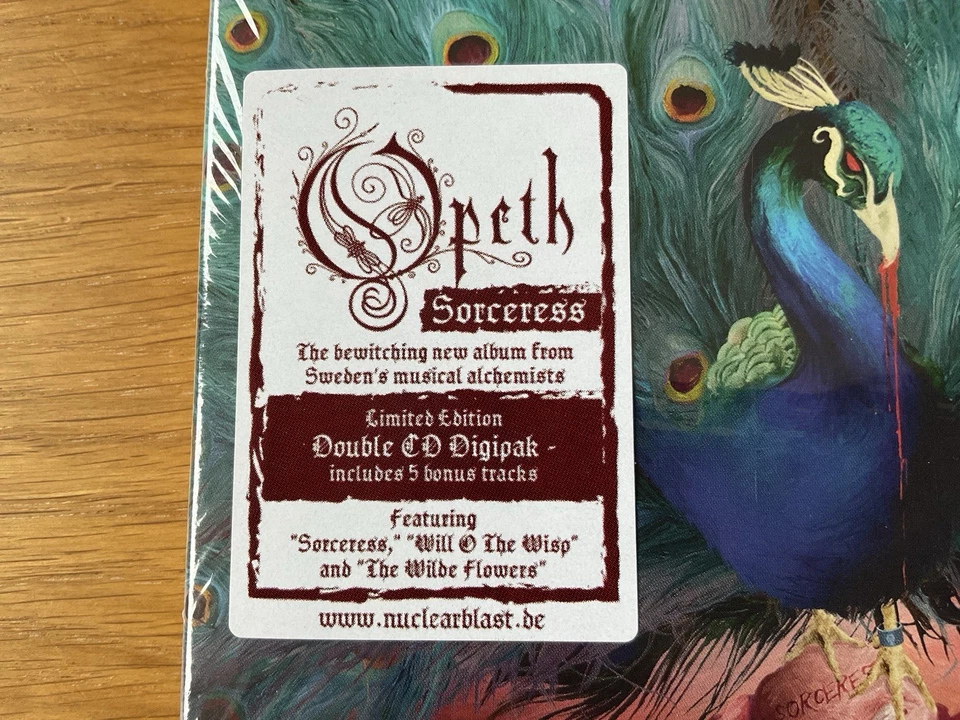 Opeth
Sorceress
The bewitching new album from
Sweden's musical alchemists
Limited Edition
Double CD Digipak -
includes 5 bonus tracks
Featuring
"Sorceress," "Will O The Wisp"
and "The Wilde Flowers"
www.nuclearblast.de
SORCERES